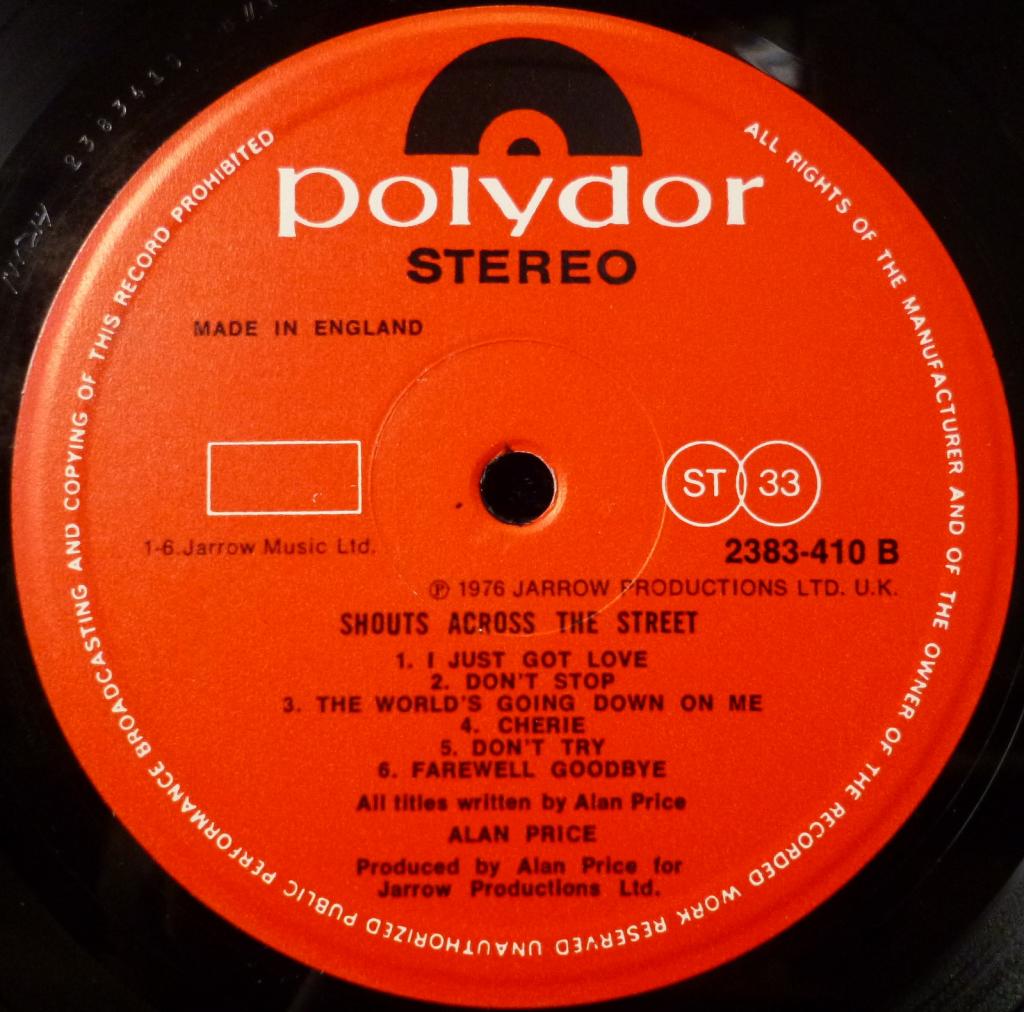 polydor
STEREO
MADE IN ENGLAND
ST 33
1-6.Jarrow Music Ltd.
2383-410 B
℗ 1976 JARROW PRODUCTIONS LTD. U.K.
SHOUTS ACROSS THE STREET
1. I JUST GOT LOVE
2. DON'T STOP
3. THE WORLD'S GOING DOWN ON ME
4. CHERIE
5. DON'T TRY
6. FAREWELL GOODBYE
All titles written by Alan Price
ALAN PRICE
Produced by Alan Price for
Jarrow Productions Ltd.
ALL RIGHTS OF THE MANUFACTURER AND OF THE OWNER OF THE RECORDED WORK RESERVED UNAUTHORIZED PUBLIC PERFORMANCE BROADCASTING AND COPYING OF THIS RECORD PROHIBITED
2383410